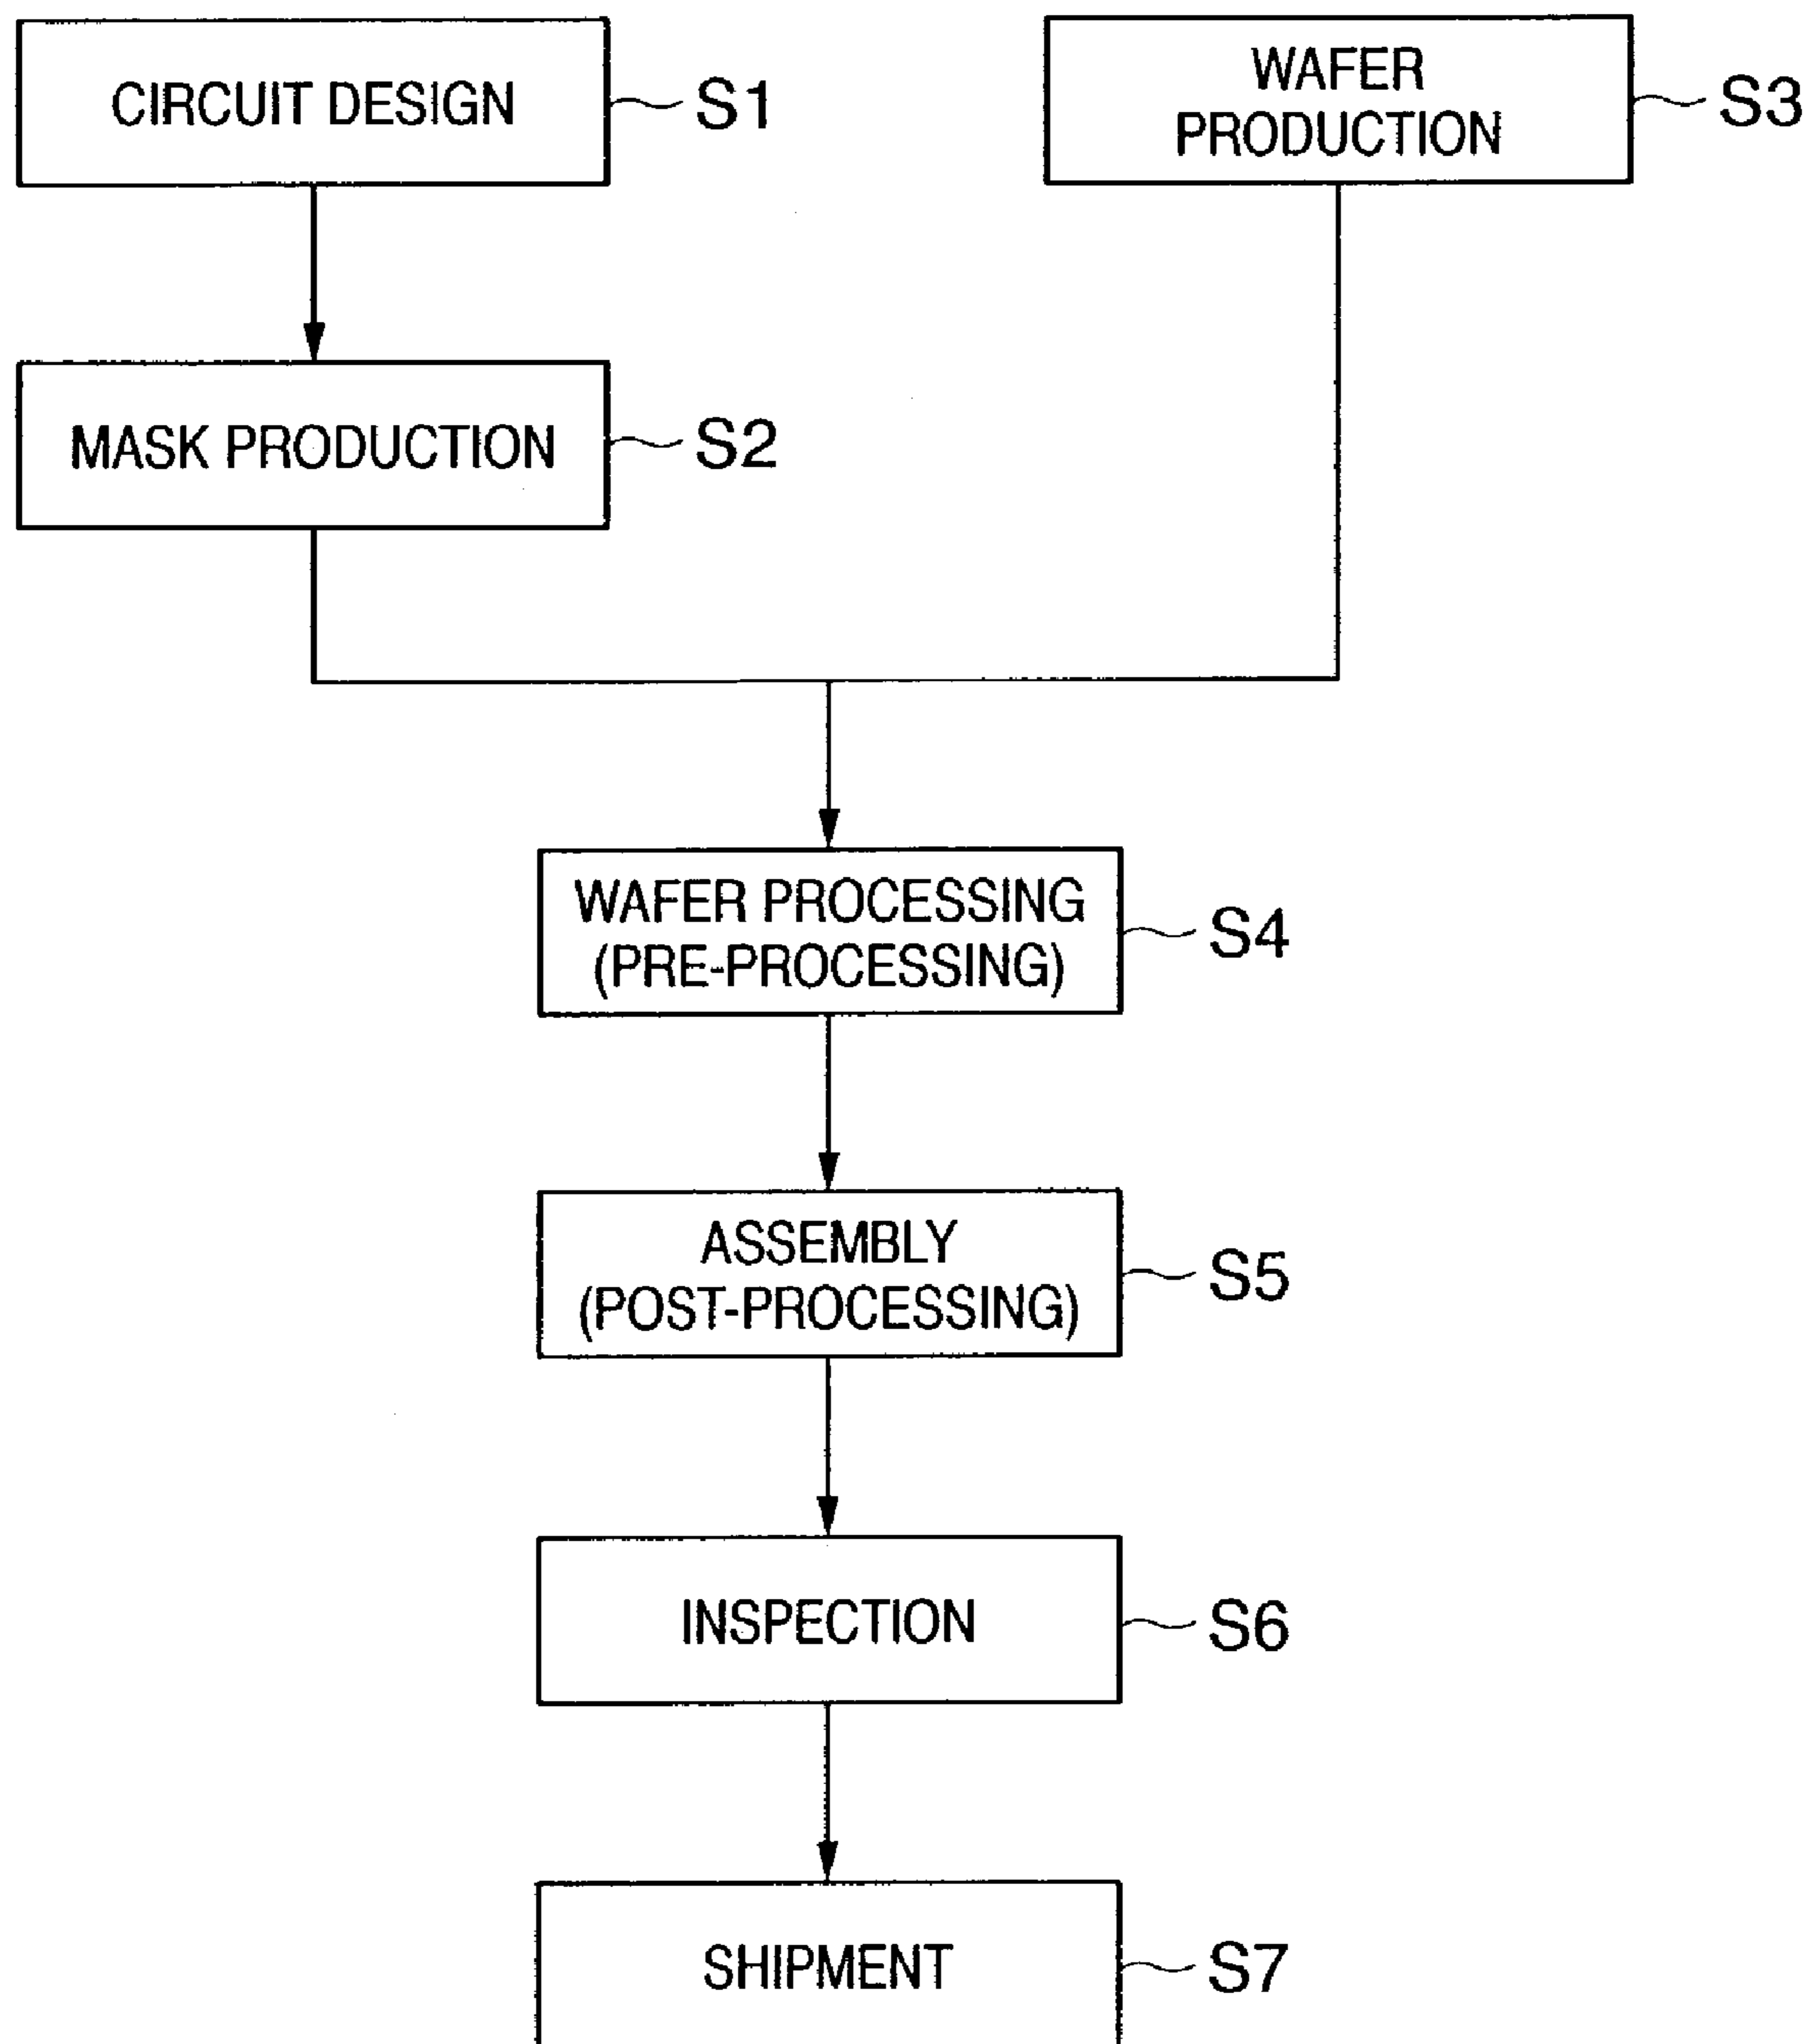 CIRCUIT DESIGN
S1
WAFER
PRODUCTION
S3
MASK PRODUCTION
S2
WAFER PROCESSING
(PRE-PROCESSING)
S4
ASSEMBLY
(POST-PROCESSING)
S5
INSPECTION
S6
SHIPMENT
S7